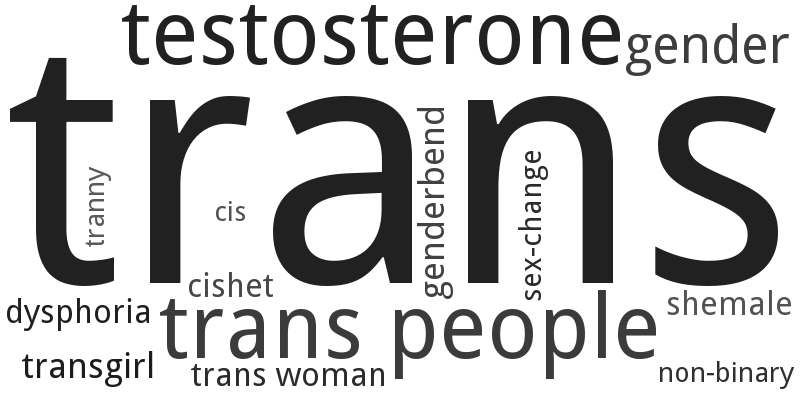 testosterone
gender
trans
tranny
cis
genderbend
sex-change
cishet
dysphoria
trans people
shemale
transgirl
trans woman
non-binary